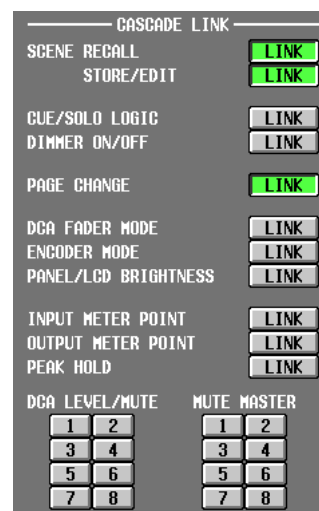 CASCADE LINK
SCENE RECALL LINK
STORE/EDIT LINK
CUE/SOLO LOGIC LINK
DIMMER ON/OFF LINK
PAGE CHANGE LINK
DCA FADER MODE LINK
ENCODER MODE LINK
PANEL/LCD BRIGHTNESS LINK
INPUT METER POINT LINK
OUTPUT METER POINT LINK
PEAK HOLD LINK
DCA LEVEL/MUTE MUTE MASTER
1 2 1 2
3 4 3 4
5 6 5 6
7 8 7 8